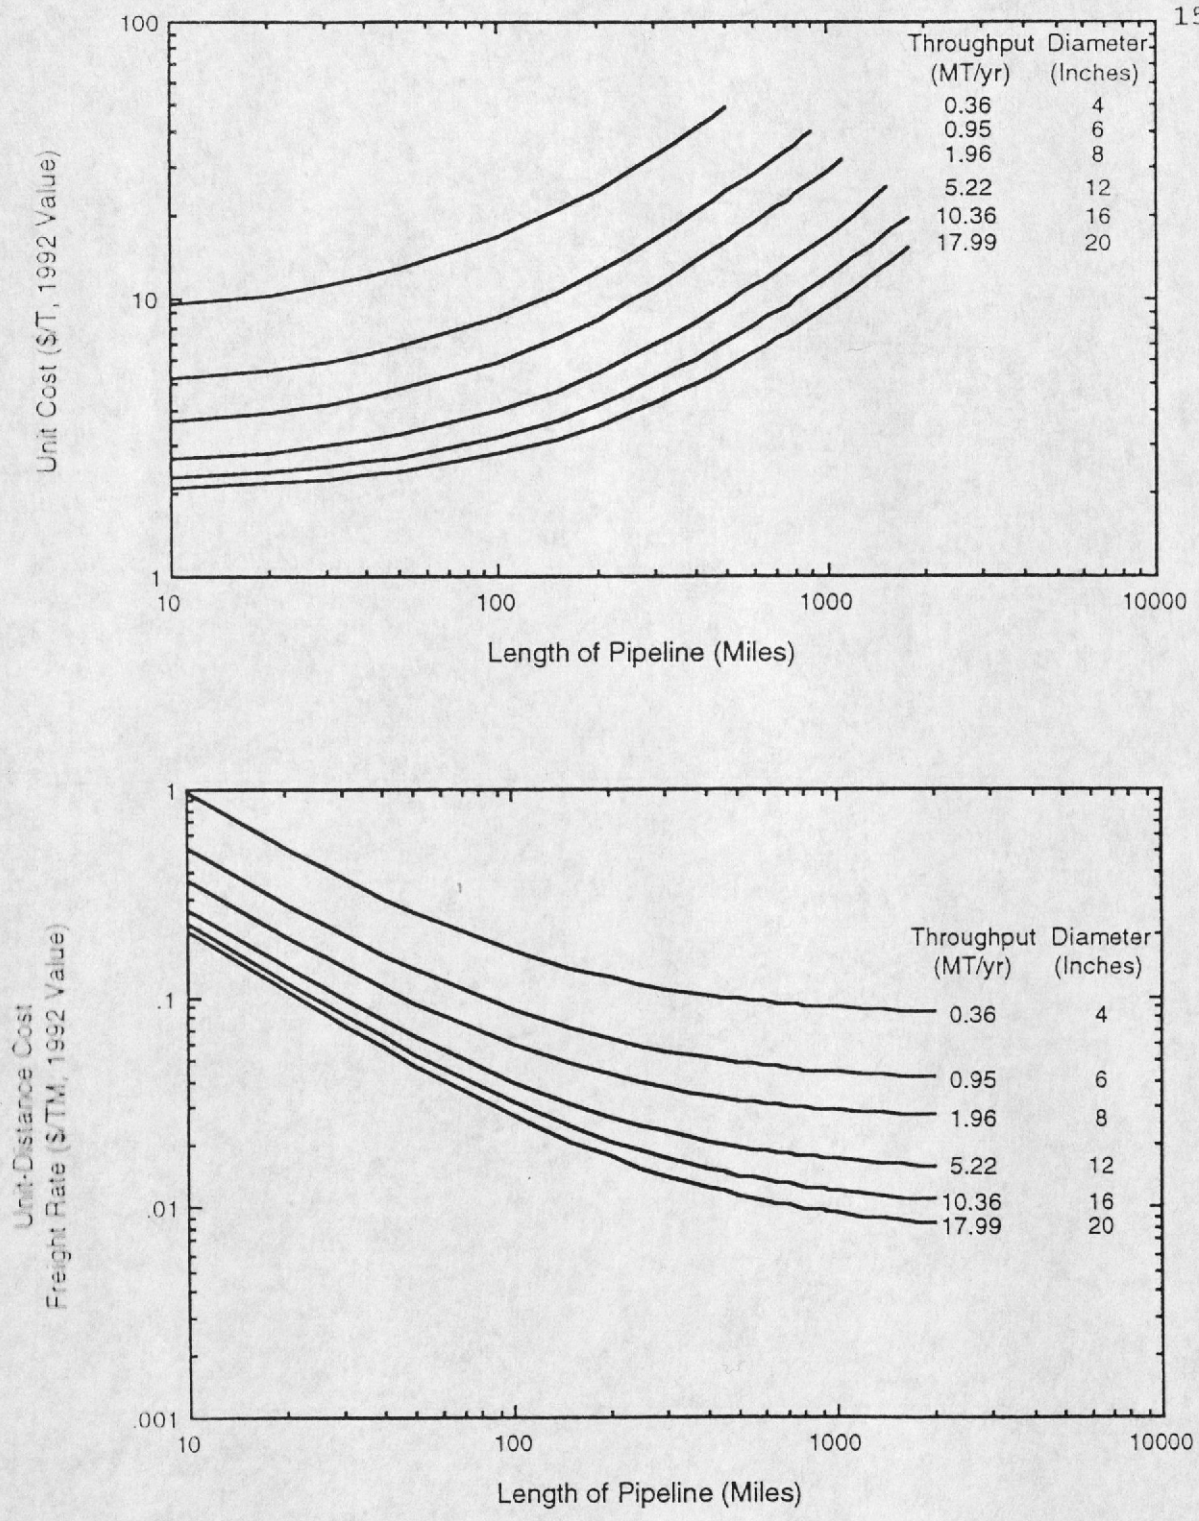 15
100
Throughput Diameter
(MT/yr) (Inches)
0.36 4
0.95 6
1.96 8
5.22 12
10.36 16
17.99 20
10
1
Unit Cost ($/T, 1992 Value)
10 100 1000 10000
Length of Pipeline (Miles)
1
Throughput Diameter
(MT/yr) (Inches)
.1
0.36 4
0.95 6
1.96 8
5.22 12
.01
10.36 16
17.99 20
.001
Unit-Distance Cost
Freight Rate ($/TM, 1992 Value)
10 100 1000 10000
Length of Pipeline (Miles)